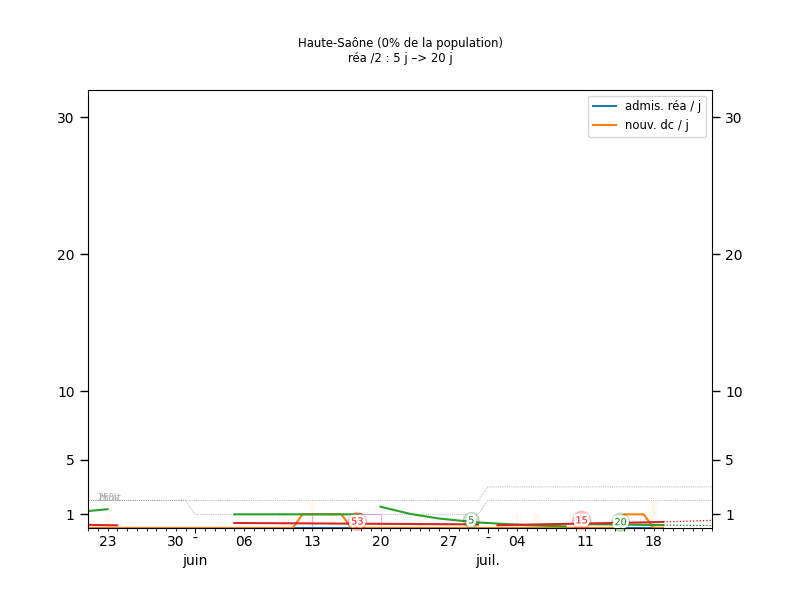 Haute-Saône (0% de la population)
réa /2 : 5 j –> 20 j
admis. réa / j
nouv. dc / j
30 30
20 20
10 10
5 5
1 1
53 5 15 20
23 30 - 06 13 20 27 - 04 11 18
juin juil.